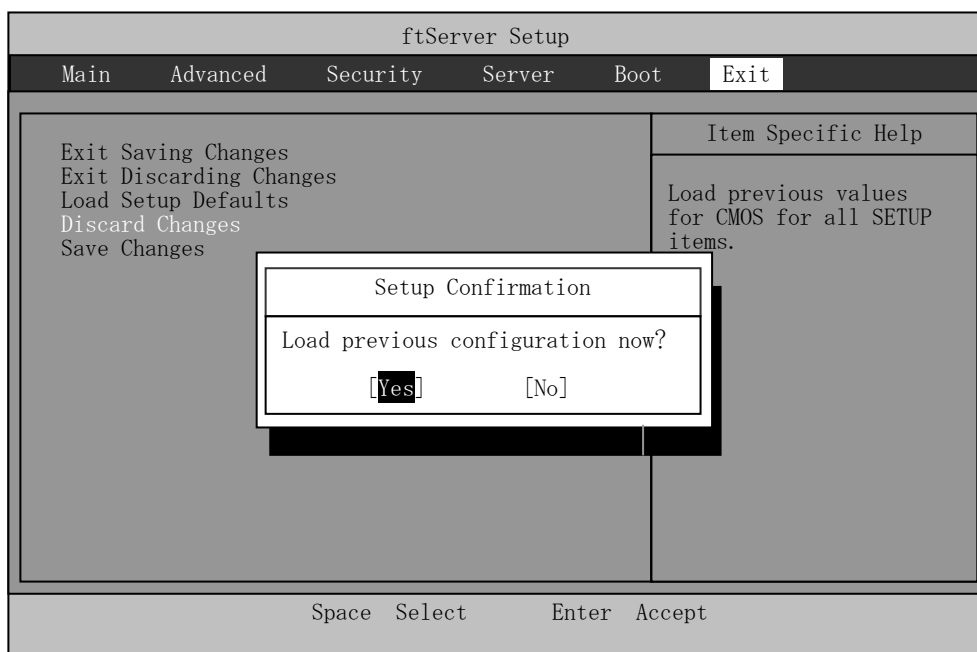 ftServer Setup
Main Advanced Security Server Boot Exit
Exit Saving Changes
Exit Discarding Changes
Load Setup Defaults
Discard Changes
Save Changes
Item Specific Help
Load previous values
for CMOS for all SETUP
items.
Setup Confirmation
Load previous configuration now?
[Yes] [No]
Space Select Enter Accept